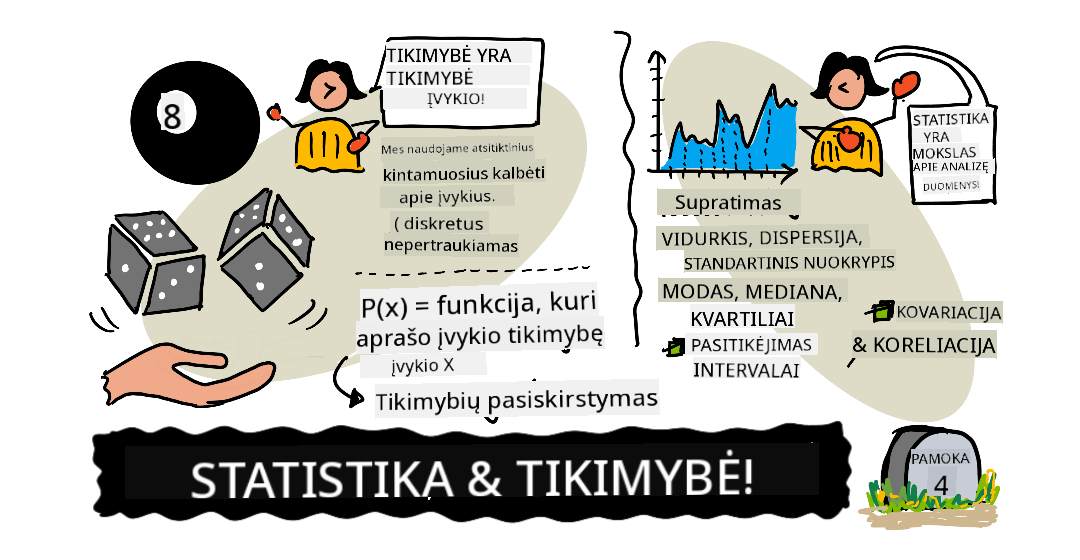 8
TIKIMYBĖ YRA
TIKIMYBĖ
ĮVYKIO!
Mes naudojame atsitiktinius
kintamuosius kalbėti
apie įvykius.
( diskretus
nepertraukiamas
P(x) = funkcija, kuri
aprašo įvykio tikimybę
įvykio X
Tikimybių pasiskirstymas
STATISTIKA
YRA
MOKSLAS
APIE ANALIZĘ
DUOMENYS!
Supratimas
VIDURKIS, DISPERSIJA,
STANDARTINIS NUOKRYPIS
MODAS, MEDIANA,
KVARTILIAI
PASITIKĖJIMAS
INTERVALAI
KOVARIACIJA
& KORELIACIJA
STATISTIKA & TIKIMYBĖ!
PAMOKA
4